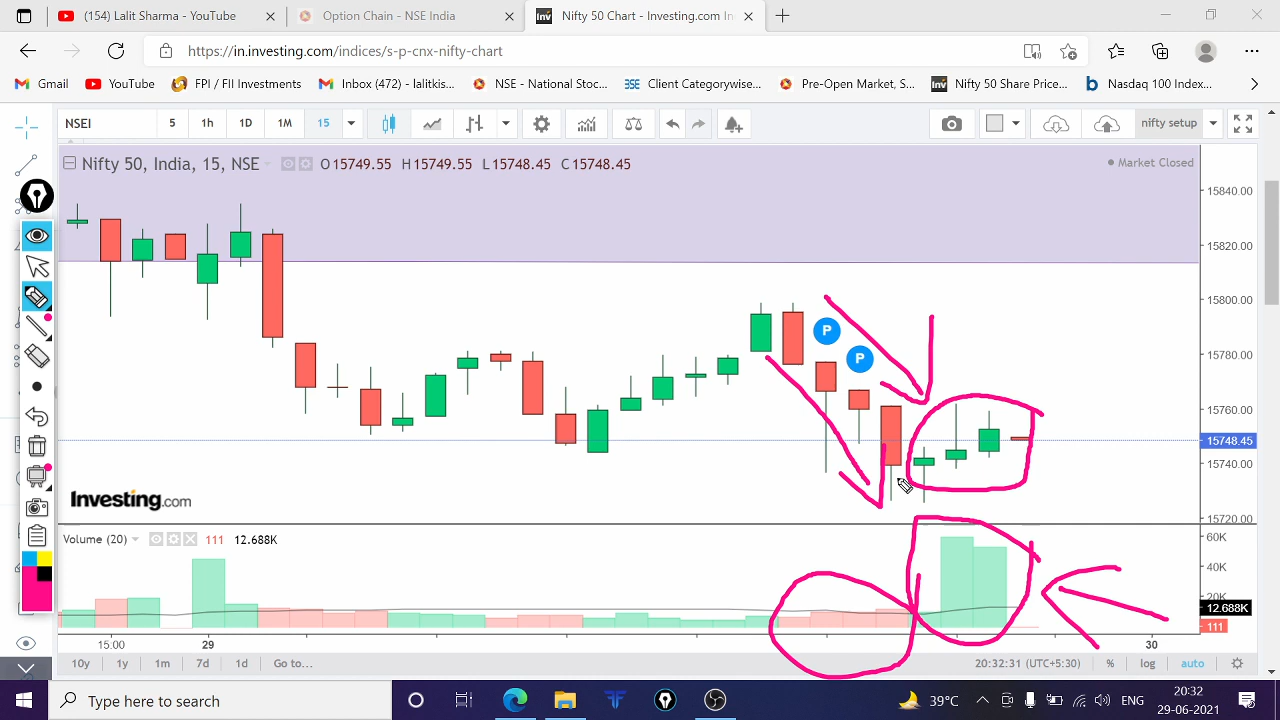 (154) Lalit Sharma - YouTube
Option Chain - NSE India
Nifty 50 Chart - Investing.com In
https://in.investing.com/indices/s-p-cnx-nifty-chart
Gmail
YouTube
FPI / FII Investments
Inbox (472) - lalitkis...
NSE - National Stoc...
BSE Client Categorywise...
Pre-Open Market, S...
Inv Nifty 50 Share Price...
b Nasdaq 100 Index...
NSEI 5 1h 1D 1M 15 nifty setup
Nifty 50, India, 15, NSE O 15749.55 H 15749.55 L 15748.45 C 15748.45
Market Closed
15840.00
15820.00
15800.00
P
15780.00
P
15760.00
15748.45
15740.00
Investing.com
15720.00
Volume (20) 111 12.688K
60K
40K
20K
12.688K
111
15:00 29 30
10y 1y 1m 7d 1d Go to... 20:32:31 (UTC+5:30) % log auto
Type here to search
39°C ENG
20:32
29-06-2021